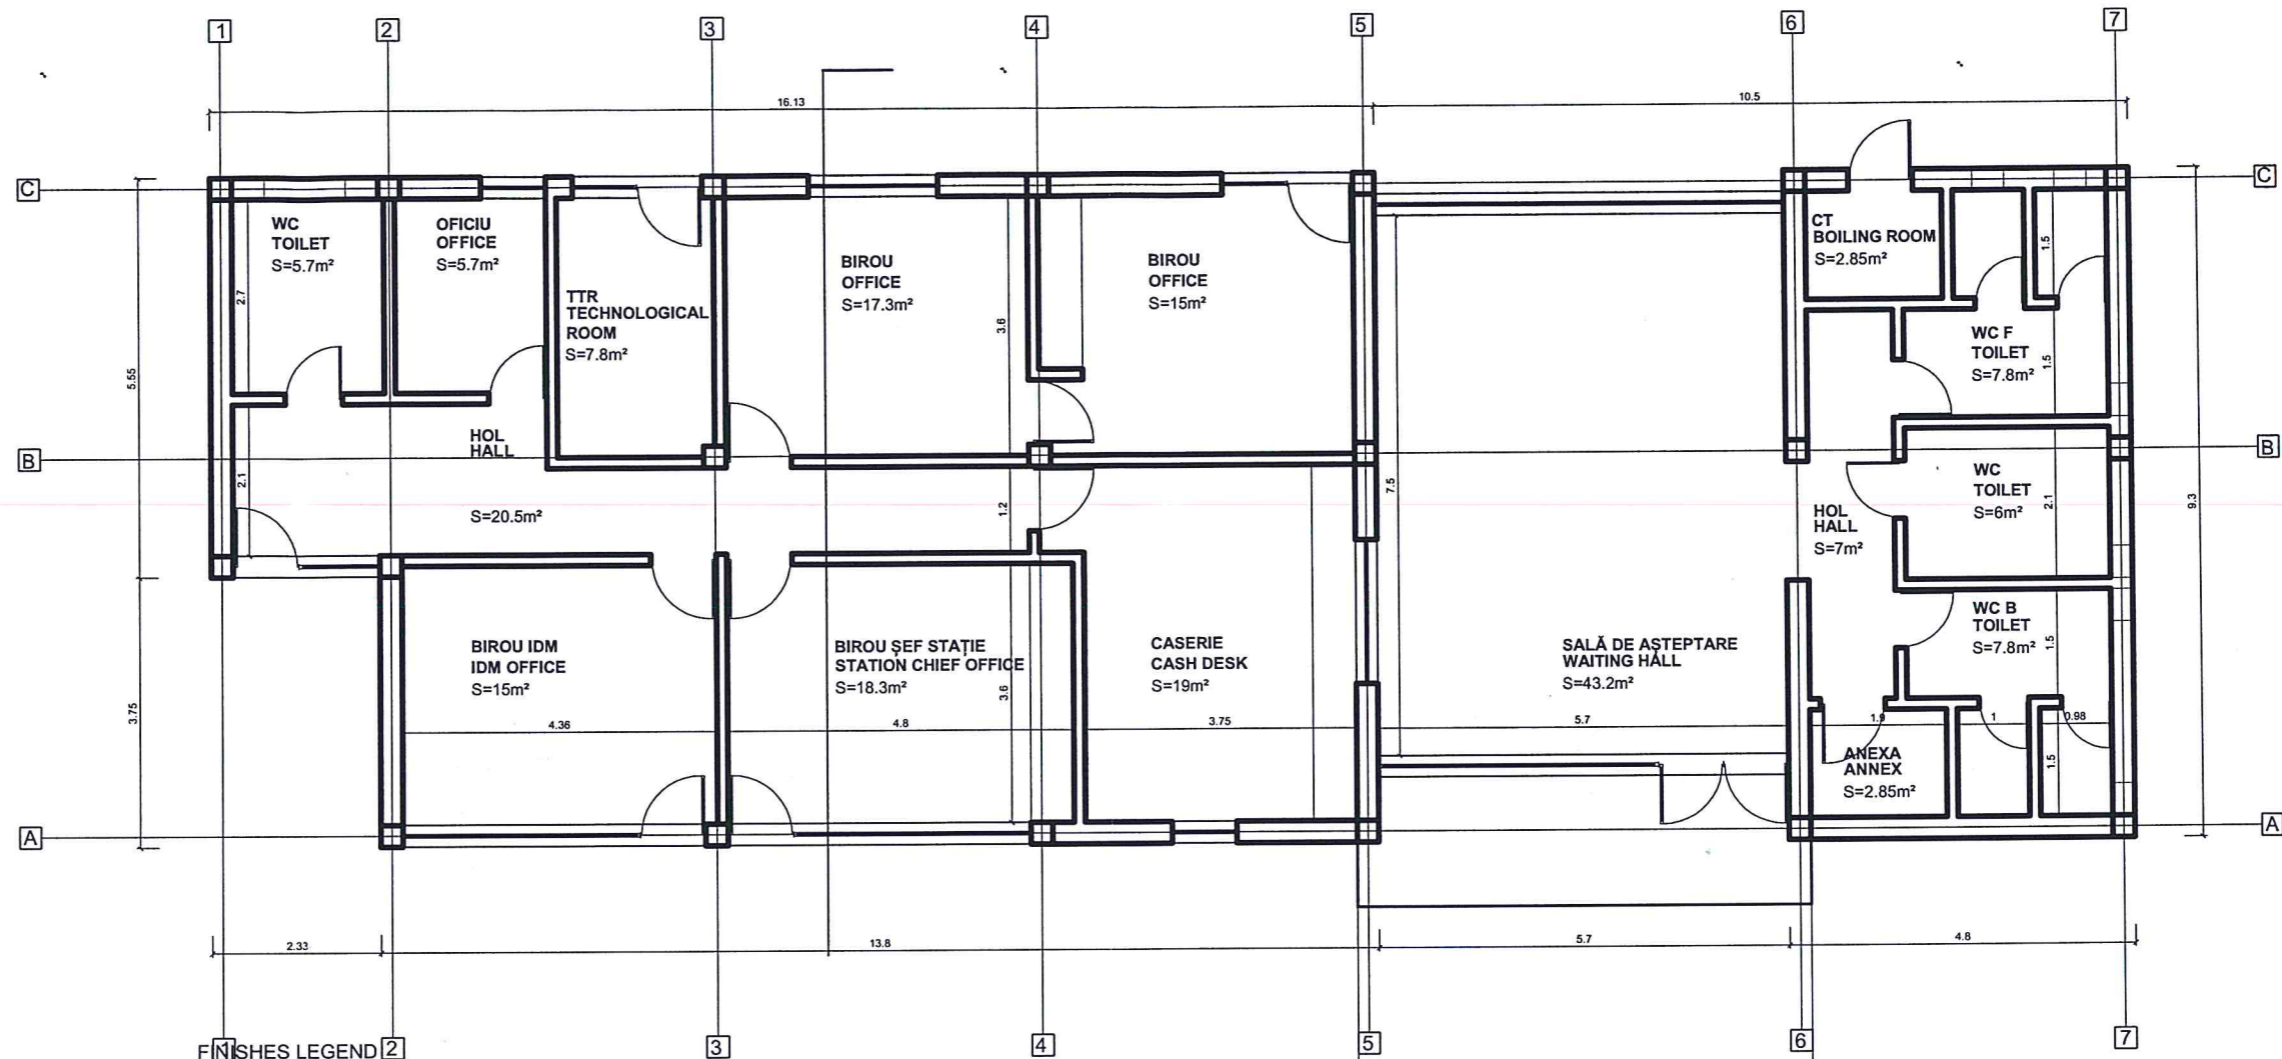 1
2
3
4
5
6
7
16.13
10.5
C
C
WC
TOILET
S=5.7m²
OFICIU
OFFICE
S=5.7m²
TTR
TECHNOLOGICAL
ROOM
S=7.8m²
BIROU
OFFICE
S=17.3m²
BIROU
OFFICE
S=15m²
CT
BOILING ROOM
S=2.85m²
1.5
2.7
3.6
5.55
WC F
TOILET
S=7.8m²
1.5
HOL
HALL
S=20.5m²
B
B
2.1
1.2
7.5
WC
TOILET
S=6m²
2.1
9.3
HOL
HALL
S=7m²
WC B
TOILET
S=7.8m²
1.5
BIROU IDM
IDM OFFICE
S=15m²
BIROU ŞEF STAŢIE
STATION CHIEF OFFICE
S=18.3m²
3.6
CASERIE
CASH DESK
S=19m²
SALĂ DE AŞTEPTARE
WAITING HALL
S=43.2m²
3.75
4.36
4.8
3.75
5.7
1.9
1
0.98
ANEXA
ANNEX
S=2.85m²
1.5
A
A
2.33
13.8
5.7
4.8
1
2
3
4
5
6
7
FINISHES LEGEND